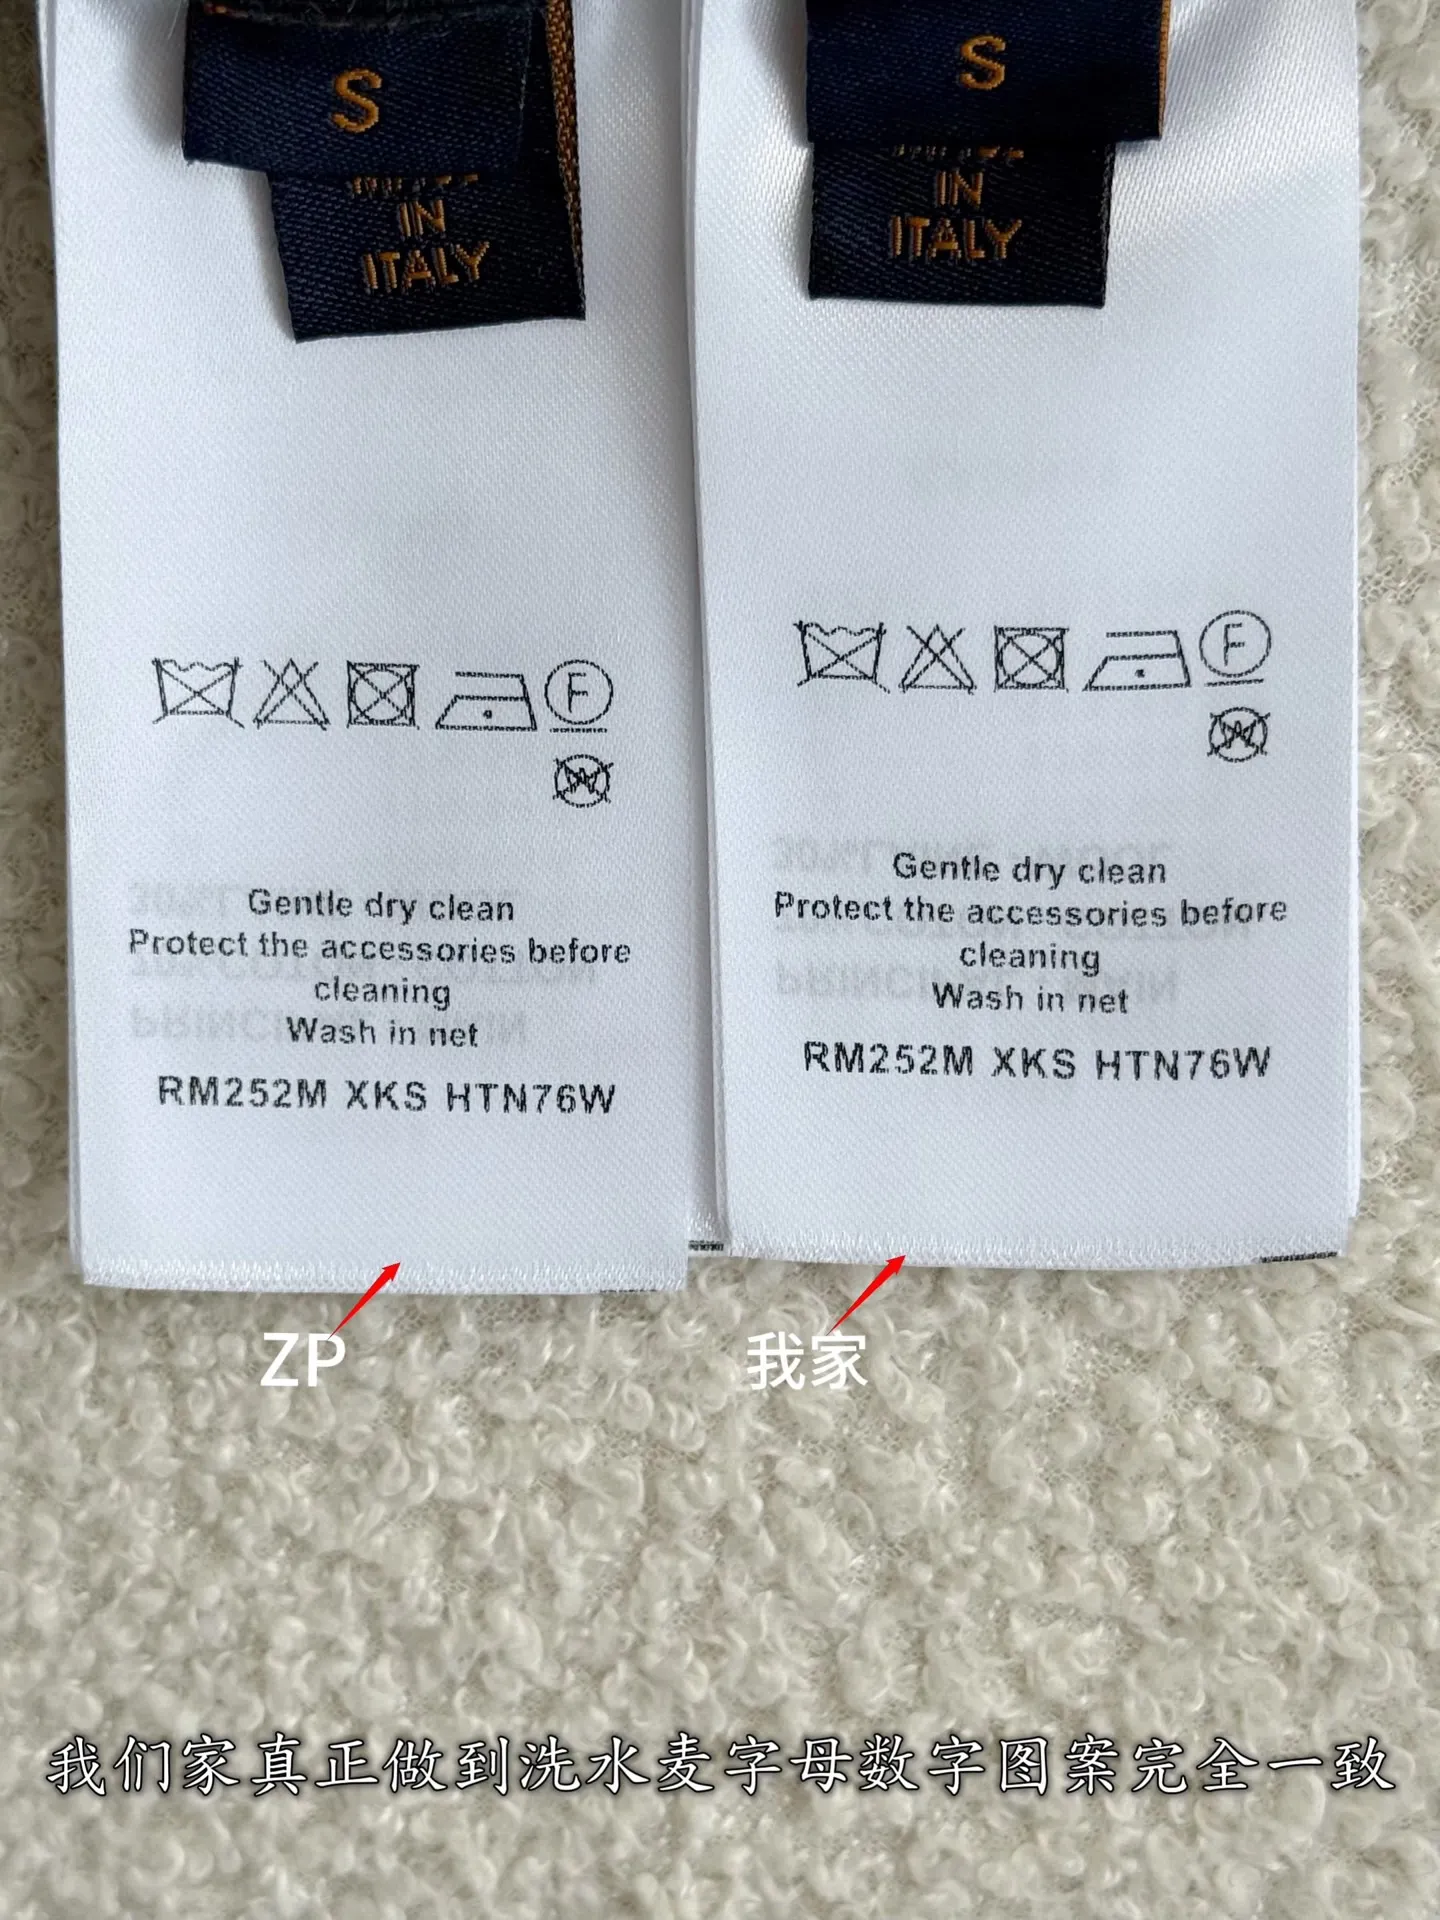 S
IN
ITALY
Gentle dry clean
Protect the accessories before
cleaning
Wash in net
RM252M XKS HTN76W
S
IN
ITALY
F
W
Gentle dry clean
Protect the accessories before
cleaning
Wash in net
RM252M XKS HTN76W
F
W
ZP
我家
我们家真正做到洗水麦字母数字图案完全一致